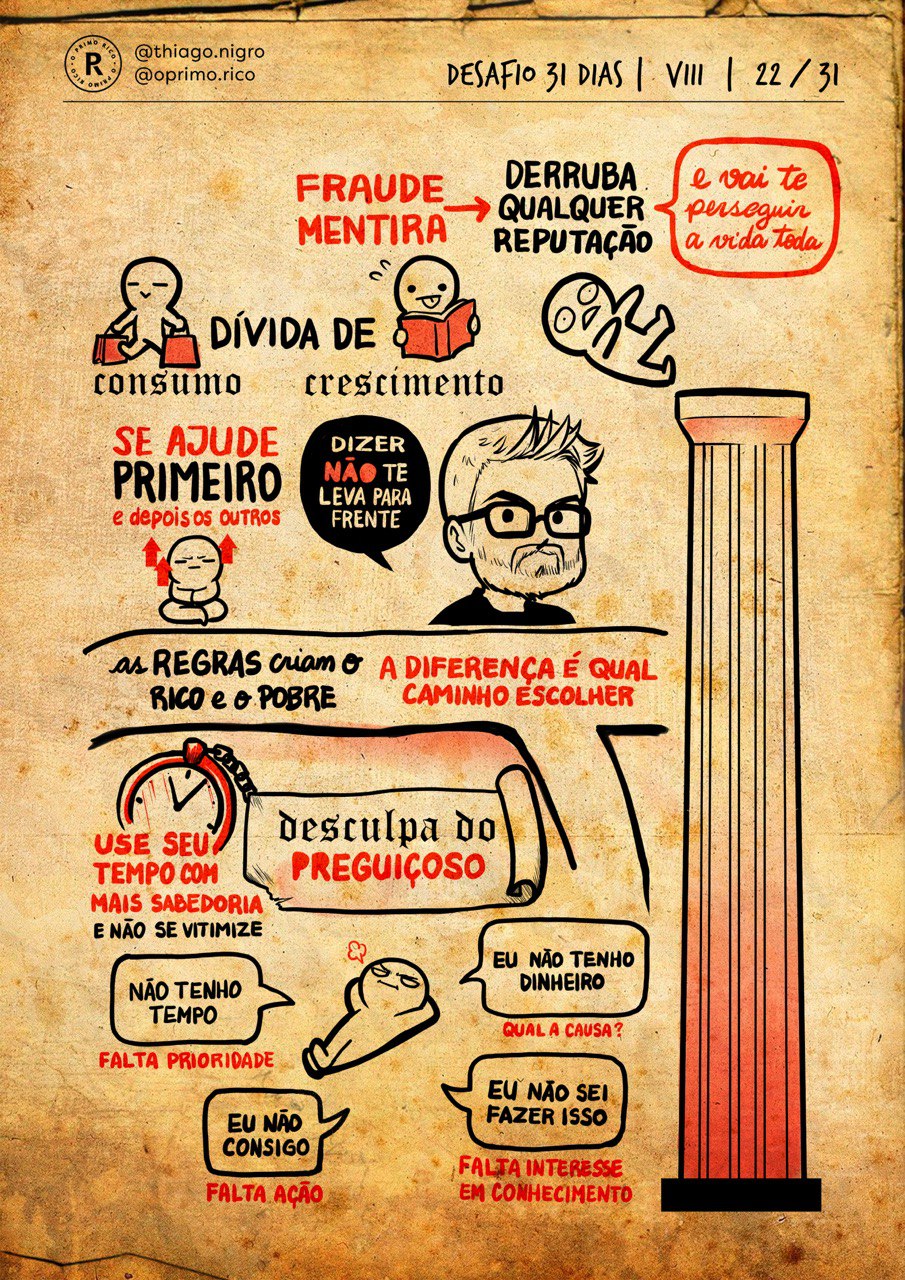 O PRIMO RICO • O PRIMO RICO •
R
@thiago.nigro
@oprimo.rico
DESAFIO 31 DIAS | VIII | 22 / 31
FRAUDE
MENTIRA
DERRUBA
QUALQUER
REPUTAÇÃO
e vai te
perseguir
a vida toda
DÍVIDA DE
consumo
crescimento
SE AJUDE
PRIMEIRO
e depois os outros
DIZER
NÃO TE
LEVA PARA
FRENTE
as REGRAS criam o
RICO e o POBRE
A DIFERENÇA É QUAL
CAMINHO ESCOLHER
USE SEU
TEMPO COM
MAIS SABEDORIA
E NÃO SE VITIMIZE
desculpa do
PREGUIÇOSO
NÃO TENHO
TEMPO
FALTA PRIORIDADE
EU NÃO TENHO
DINHEIRO
QUAL A CAUSA?
EU NÃO
CONSIGO
FALTA AÇÃO
EU NÃO SEI
FAZER ISSO
FALTA INTERESSE
EM CONHECIMENTO